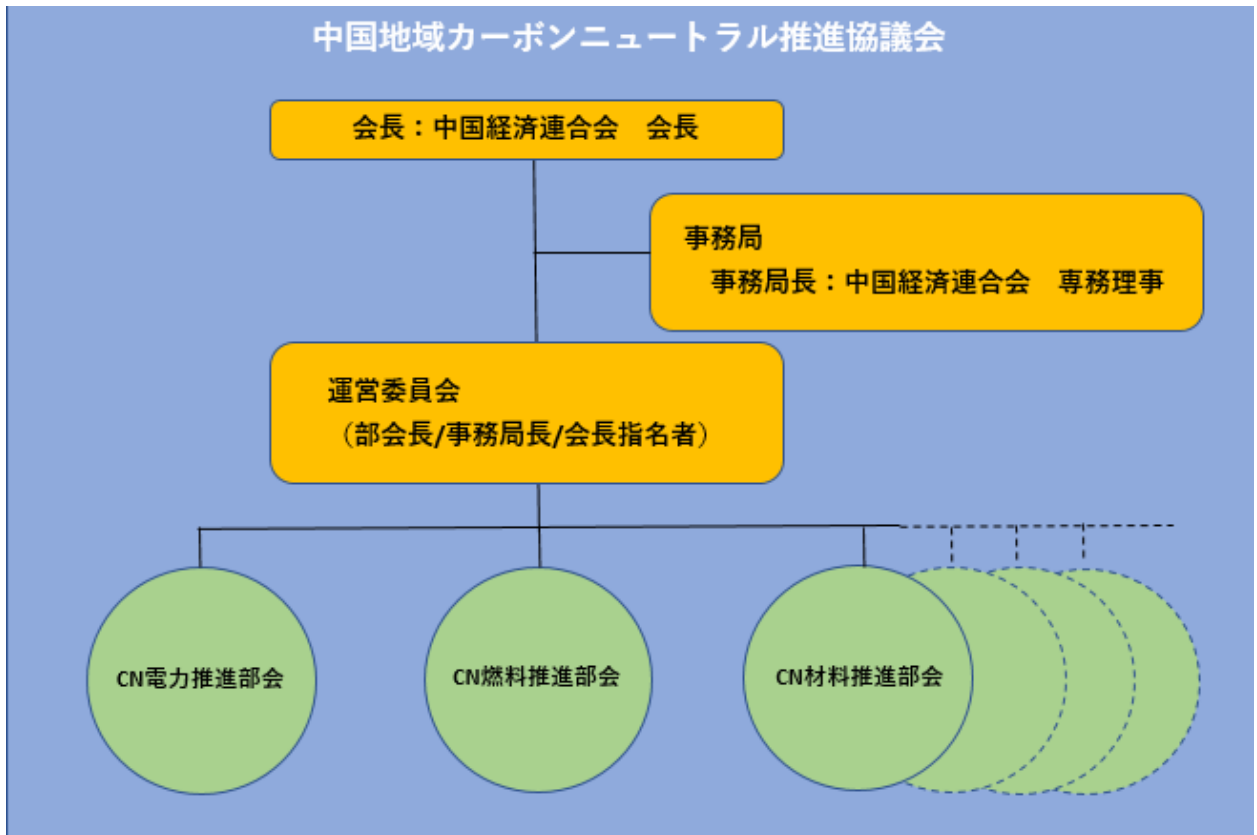 中国地域カーボンニュートラル推進協議会
会長：中国経済連合会　会長
事務局
事務局長：中国経済連合会　専務理事
運営委員会
（部会長/事務局長/会長指名者）
CN電力推進部会
CN燃料推進部会
CN材料推進部会